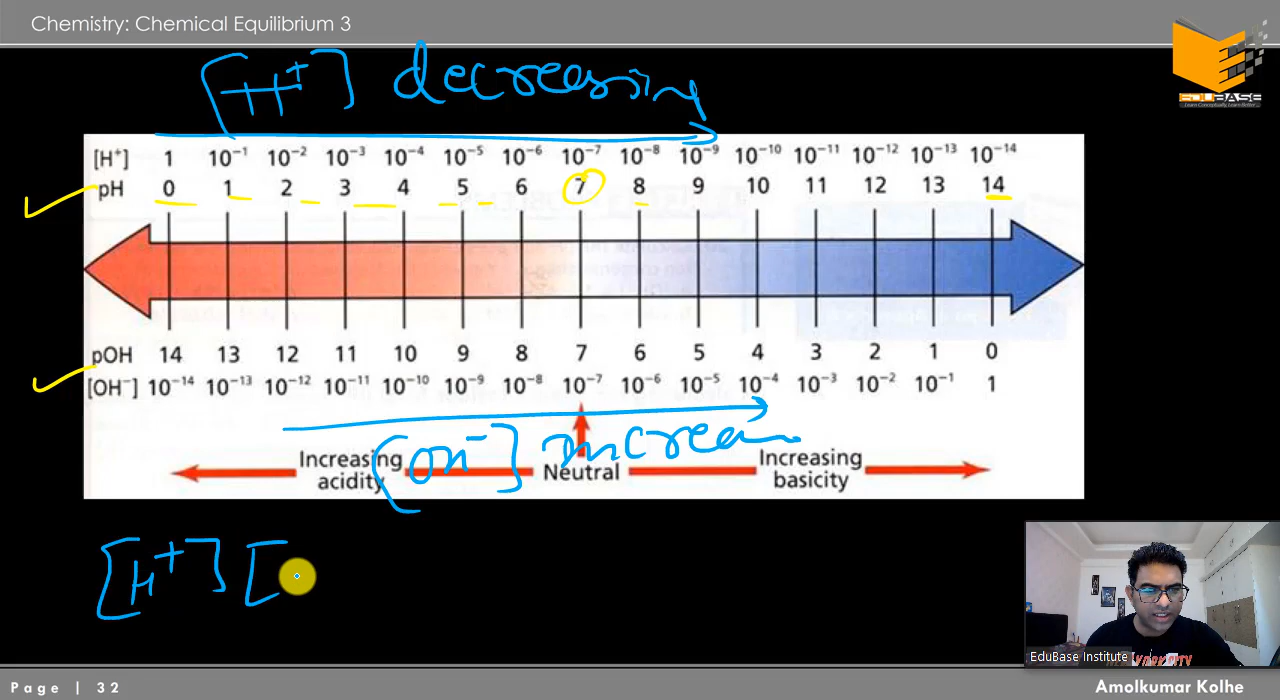 Chemistry: Chemical Equilibrium 3
EDUBASE
Learn Conceptually, Learn Better...
[H⁺] decreasing
[H⁺] 1 10⁻¹ 10⁻² 10⁻³ 10⁻⁴ 10⁻⁵ 10⁻⁶ 10⁻⁷ 10⁻⁸ 10⁻⁹ 10⁻¹⁰ 10⁻¹¹ 10⁻¹² 10⁻¹³ 10⁻¹⁴
pH 0 1 2 3 4 5 6 7 8 9 10 11 12 13 14
pOH 14 13 12 11 10 9 8 7 6 5 4 3 2 1 0
[OH⁻] 10⁻¹⁴ 10⁻¹³ 10⁻¹² 10⁻¹¹ 10⁻¹⁰ 10⁻⁹ 10⁻⁸ 10⁻⁷ 10⁻⁶ 10⁻⁵ 10⁻⁴ 10⁻³ 10⁻² 10⁻¹ 1
[OH⁻]
Increasing acidity
Neutral
Increasing basicity
[H⁺] [
EduBase Institute
Page | 32
Amolkumar Kolhe